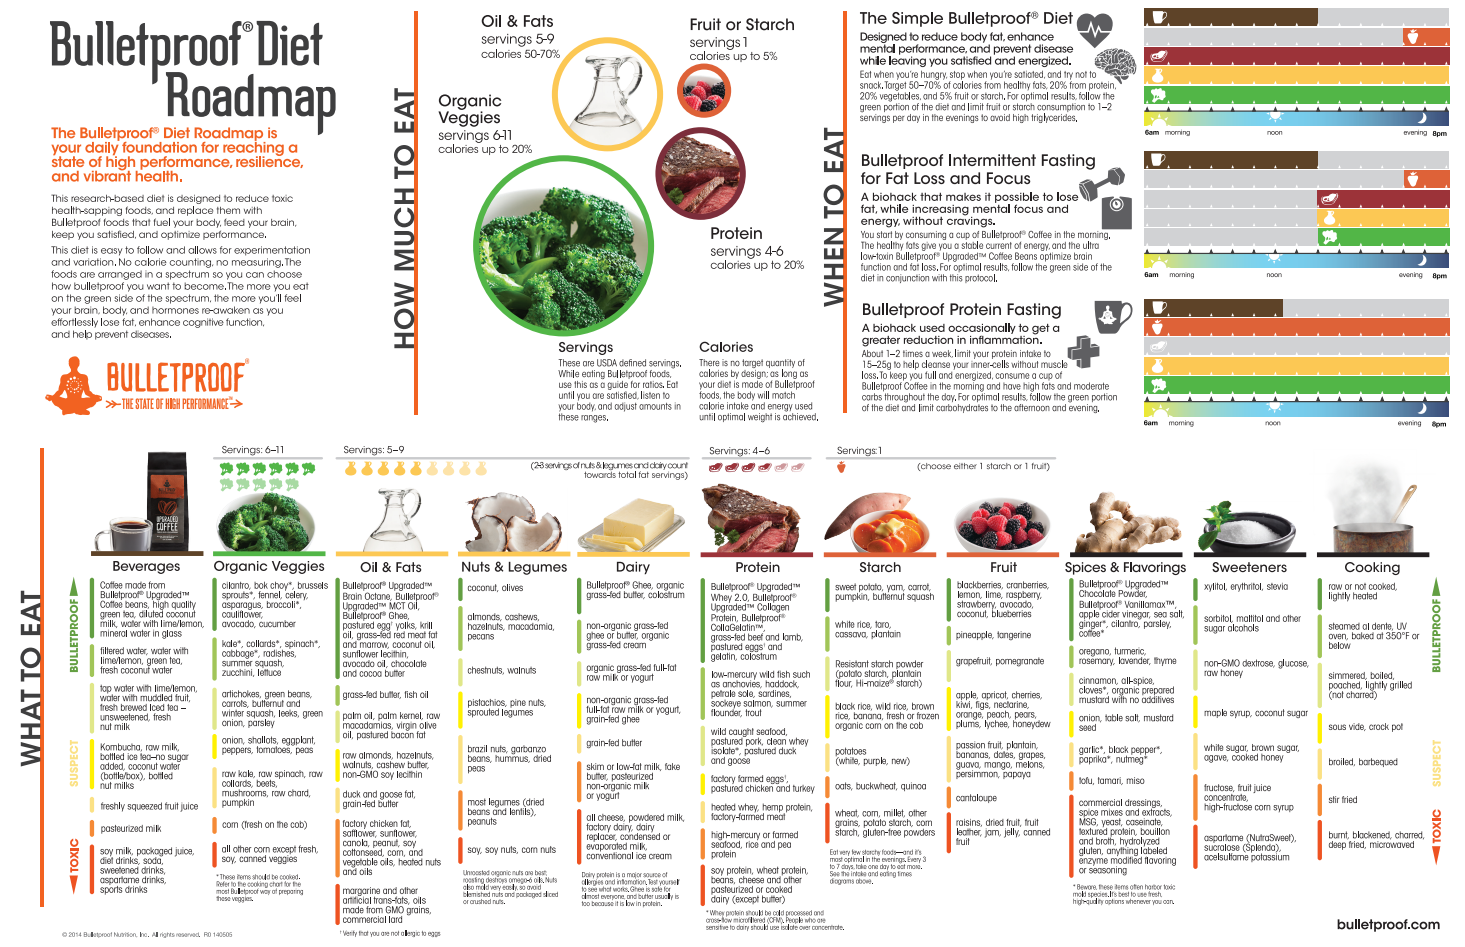 Bulletproof® Diet
Roadmap
The Bulletproof® Diet Roadmap is
your daily foundation for reaching a
state of high performance, resilience,
and vibrant health.
This research-based diet is designed to reduce toxic
health-sapping foods, and replace them with
Bulletproof foods that fuel your body, feed your brain,
keep you satisfied, and optimize performance.
This diet is easy to follow and allows for experimentation
and variation. No calorie counting, no measuring. The
foods are arranged in a spectrum so you can choose
how bulletproof you want to become. The more you eat
on the green side of the spectrum, the more you'll feel
your brain, body, and hormones re-awaken as you
effortlessly lose fat, enhance cognitive function,
and help prevent diseases.
BULLETPROOF®
THE STATE OF HIGH PERFORMANCE™
HOW MUCH TO EAT
Oil & Fats
servings 5-9
calories 50-70%
Fruit or Starch
servings 1
calories up to 5%
Organic
Veggies
servings 6-11
calories up to 20%
Protein
servings 4-6
calories up to 20%
Servings
These are USDA defined servings.
While eating Bulletproof foods,
use this as a guide for ratios. Eat
until you are satisfied, listen to
your body, and adjust amounts in
these ranges.
Calories
There is no target quantity of
calories by design; as long as
your diet is made of Bulletproof
foods, the body will match
calorie intake and energy used
until optimal weight is achieved.
WHEN TO EAT
The Simple Bulletproof® Diet
Designed to reduce body fat, enhance
mental performance, and prevent disease
while leaving you satisfied and energized.
Eat when you're hungry, stop when you're satiated, and try not to
snack. Target 50–70% of calories from healthy fats, 20% from protein,
20% vegetables, and 5% fruit or starch. For optimal results, follow the
green portion of the diet and limit fruit or starch consumption to 1–2
servings per day in the evenings to avoid high triglycerides.
6am morning noon evening 8pm
Bulletproof Intermittent Fasting
for Fat Loss and Focus
A biohack that makes it possible to lose
fat, while increasing mental focus and
energy, without cravings.
You start by consuming a cup of Bulletproof® Coffee in the morning.
The healthy fats give you a stable current of energy, and the ultra
low-toxin Bulletproof® Upgraded™ Coffee Beans optimize brain
function and fat loss. For optimal results, follow the green side of the
diet in conjunction with this protocol.
6am morning noon evening 8pm
Bulletproof Protein Fasting
A biohack used occasionally to get a
greater reduction in inflammation.
About 1–2 times a week, limit your protein intake to
15–25g to help cleanse your inner-cells without muscle
loss. To keep you full and energized, consume a cup of
Bulletproof Coffee in the morning and have high fats and moderate
carbs throughout the day. For optimal results, follow the green portion
of the diet and limit carbohydrates to the afternoon and evening.
6am morning noon evening 8pm
WHAT TO EAT
BULLETPROOF
SUSPECT
TOXIC
UPGRADED
COFFEE
Beverages
Coffee made from
Bulletproof® Upgraded™
Coffee beans, high quality
green tea, diluted coconut
milk, water with lime/lemon,
mineral water in glass
filtered water, water with
lime/lemon, green tea,
fresh coconut water
tap water with lime/lemon,
water with muddled fruit,
fresh brewed Iced tea –
unsweetened, fresh
nut milk
Kombucha, raw milk,
bottled ice tea–no sugar
added, coconut water
(bottle/box), bottled
nut milks
freshly squeezed fruit juice
pasteurized milk
soy milk, packaged juice,
diet drinks, soda,
sweetened drinks,
aspartame drinks,
sports drinks
Servings: 6–11
Organic Veggies
cilantro, bok choy*, brussels
sprouts*, fennel, celery,
asparagus, broccoli*,
cauliflower,
avocado, cucumber
kale*, collards*, spinach*,
cabbage*, radishes,
summer squash,
zucchini, lettuce
artichokes, green beans,
carrots, butternut and
winter squash, leeks, green
onion, parsley
onion, shallots, eggplant,
peppers, tomatoes, peas
raw kale, raw spinach, raw
collards, beets,
mushrooms, raw chard,
pumpkin
corn (fresh on the cob)
all other corn except fresh,
soy, canned veggies
* These items should be cooked.
Refer to the cooking chart for the
most Bulletproof way of preparing
these veggies.
Servings: 5–9
(2-3 servings of nuts & legumes and dairy count
towards total fat servings)
Oil & Fats
Bulletproof® Upgraded™
Brain Octane, Bulletproof®
Upgraded™ MCT Oil,
Bulletproof® Ghee,
pastured egg† yolks, krill
oil, grass-fed red meat fat
and marrow, coconut oil,
sunflower lecithin,
avocado oil, chocolate
and cocoa butter
grass-fed butter, fish oil
palm oil, palm kernel, raw
macadamias, virgin olive
oil, pastured bacon fat
raw almonds, hazelnuts,
walnuts, cashew butter,
non-GMO soy lecithin
duck and goose fat,
grain-fed butter
factory chicken fat,
safflower, sunflower,
canola, peanut, soy
cottonseed, corn, and
vegetable oils, heated nuts
and oils
margarine and other
artificial trans-fats, oils
made from GMO grains,
commercial lard
† Verify that you are not allergic to eggs
Nuts & Legumes
coconut, olives
almonds, cashews,
hazelnuts, macadamia,
pecans
chestnuts, walnuts
pistachios, pine nuts,
sprouted legumes
brazil nuts, garbanzo
beans, hummus, dried
peas
most legumes (dried
beans and lentils),
peanuts
soy, soy nuts, corn nuts
Unroasted organic nuts are best;
roasting destroys omega-6 oils. Nuts
also mold very easily, so avoid
blemished nuts and packaged sliced
or crushed nuts.
Dairy
Bulletproof® Ghee, organic
grass-fed butter, colostrum
non-organic grass-fed
ghee or butter, organic
grass-fed cream
organic grass-fed full-fat
raw milk or yogurt
non-organic grass-fed
full-fat raw milk or yogurt,
grain-fed ghee
grain-fed butter
skim or low-fat milk, fake
butter, pasteurized
non-organic milk
or yogurt
all cheese, powdered milk,
factory dairy, dairy
replacer, condensed or
evaporated milk,
conventional ice cream
Dairy protein is a major source of
allergies and inflammation. Test yourself
to see what works. Ghee is safe for
almost everyone, and butter usually is
too because it is low in protein.
Servings: 4–6
Protein
Bulletproof® Upgraded™
Whey 2.0, Bulletproof®
Upgraded™ Collagen
Protein, Bulletproof®
CollaGelatin™,
grass-fed beef and lamb,
pastured eggs† and
gelatin, colostrum
low-mercury wild fish such
as anchovies, haddock,
petrale sole, sardines,
sockeye salmon, summer
flounder, trout
wild caught seafood,
pastured pork, clean whey
isolate*, pastured duck
and goose
factory farmed eggs†,
pastured chicken and turkey
heated whey, hemp protein,
factory-farmed meat
high-mercury or farmed
seafood, rice and pea
protein
soy protein, wheat protein,
beans, cheese and other
pasteurized or cooked
dairy (except butter)
* Whey protein should be cold processed and
cross-flow microfiltered (CFM). People who are
sensitive to dairy should use isolate over concentrate.
Servings:1
(choose either 1 starch or 1 fruit)
Starch
sweet potato, yam, carrot,
pumpkin, butternut squash
white rice, taro,
cassava, plantain
Resistant starch powder
(potato starch, plantain
flour, Hi-maize® starch)
black rice, wild rice, brown
rice, banana, fresh or frozen
organic corn on the cob
potatoes
(white, purple, new)
oats, buckwheat, quinoa
wheat, corn, millet, other
grains, potato starch, corn
starch, gluten-free powders
Eat very few starchy foods—and it's
most optimal in the evenings. Every 3
to 7 days, take one day to eat more.
See the intake and eating times
diagrams above.
Fruit
blackberries, cranberries,
lemon, lime, raspberry,
strawberry, avocado,
coconut, blueberries
pineapple, tangerine
grapefruit, pomegranate
apple, apricot, cherries,
kiwi, figs, nectarine,
orange, peach, pears,
plums, lychee, honeydew
passion fruit, plantain,
bananas, dates, grapes,
guava, mango, melons,
persimmon, papaya
cantaloupe
raisins, dried fruit, fruit
leather, jam, jelly, canned
fruit
Spices & Flavorings
Bulletproof® Upgraded™
Chocolate Powder,
Bulletproof® Vanillamax™,
apple cider vinegar, sea salt,
ginger*, cilantro, parsley,
coffee*
oregano, turmeric,
rosemary, lavender, thyme
cinnamon, all-spice,
cloves*, organic prepared
mustard with no additives
onion, table salt, mustard
seed
garlic*, black pepper*,
paprika*, nutmeg*
tofu, tamari, miso
commercial dressings,
spice mixes and extracts,
MSG, yeast, caseinate,
textured protein, bouillon
and broth, hydrolyzed
gluten, anything labeled
enzyme modified flavoring
or seasoning
* Beware, these items often harbor toxic
mold species. It's best to use fresh,
high-quality options whenever you can.
Sweeteners
xylitol, erythritol, stevia
sorbitol, maltitol and other
sugar alcohols
non-GMO dextrose, glucose,
raw honey
maple syrup, coconut sugar
white sugar, brown sugar,
agave, cooked honey
fructose, fruit juice
concentrate,
high-fructose corn syrup
aspartame (NutraSweet),
sucralose (Splenda),
acelsulfame potassium
Cooking
raw or not cooked,
lightly heated
steamed al dente, UV
oven, baked at 350°F or
below
simmered, boiled,
poached, lightly grilled
(not charred)
sous vide, crock pot
broiled, barbequed
stir fried
burnt, blackened, charred,
deep fried, microwaved
BULLETPROOF
SUSPECT
TOXIC
© 2014 Bulletproof Nutrition, Inc. All rights reserved. R0 140505
bulletproof.com